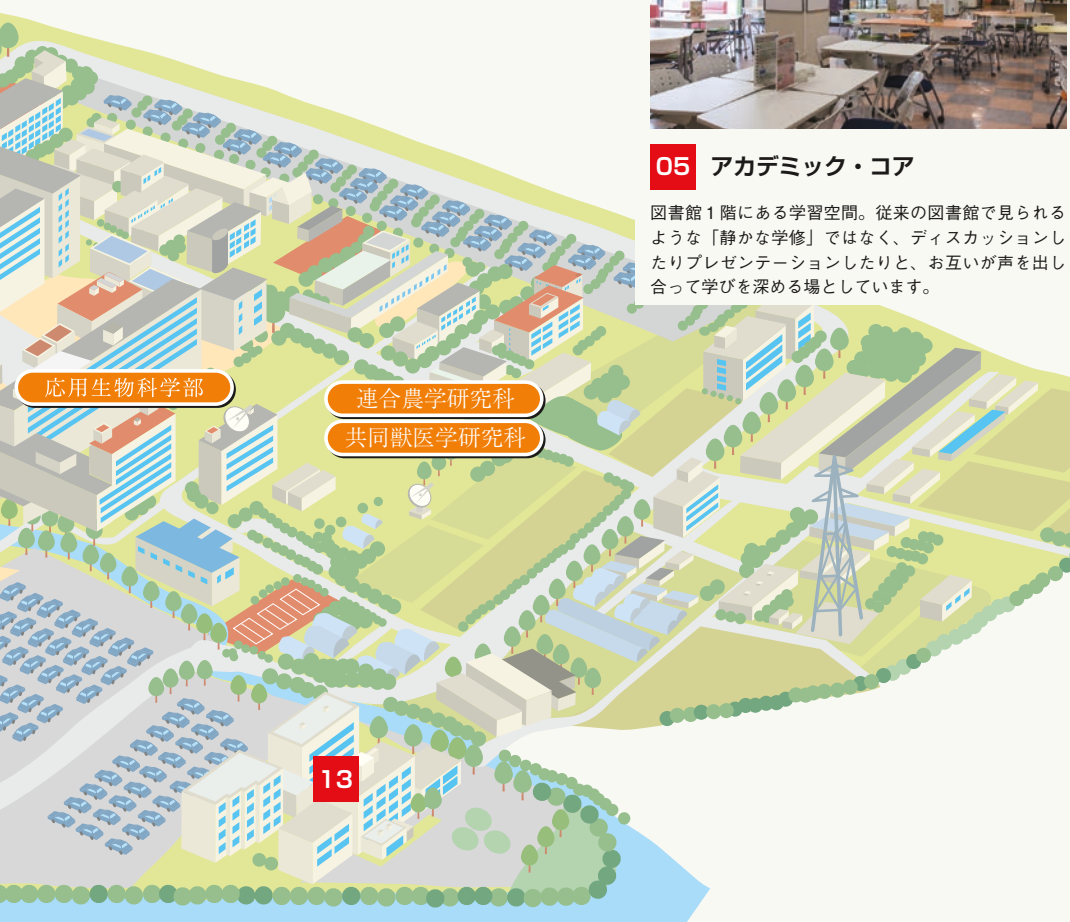 05 アカデミック・コア
図書館1階にある学習空間。従来の図書館で見られる
ような「静かな学修」ではなく、ディスカッションし
たりプレゼンテーションしたりと、お互いが声を出し
合って学びを深める場としています。
応用生物科学部
連合農学研究科
共同獣医学研究科
13